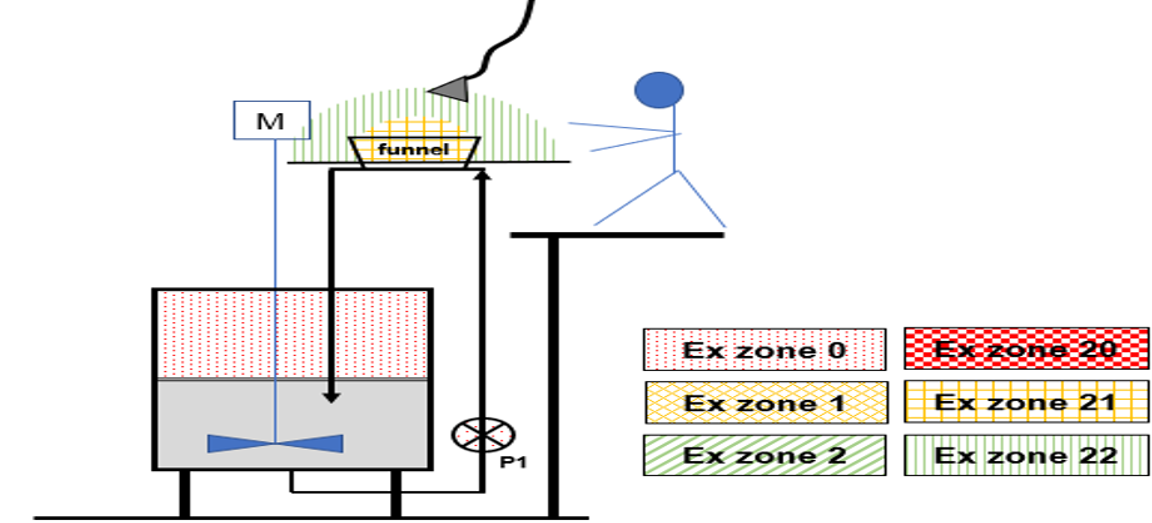 M
funnel
P1
Ex zone 0
Ex zone 20
Ex zone 1
Ex zone 21
Ex zone 2
Ex zone 22